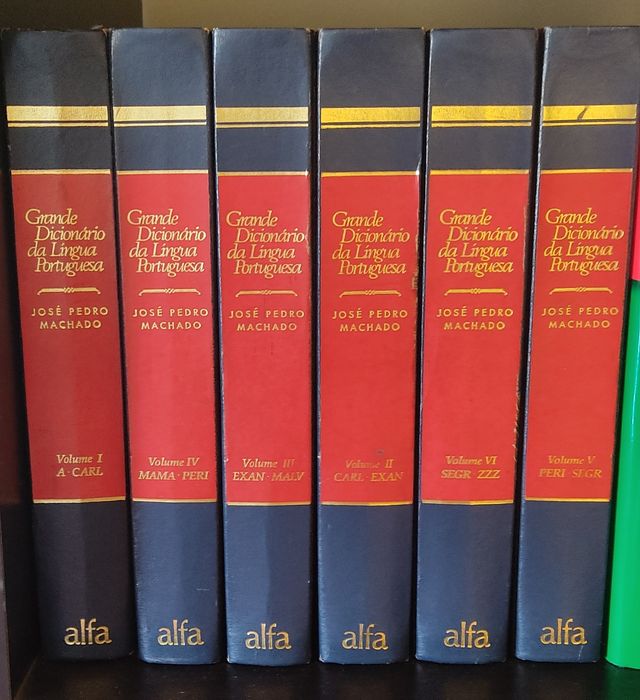 Grande
Dicionário
da Língua
Portuguesa
JOSÉ PEDRO
MACHADO
Volume I
A · CARL
alfa
Grande
Dicionário
da Língua
Portuguesa
JOSÉ PEDRO
MACHADO
Volume IV
MAMA · PERI
alfa
Grande
Dicionário
da Língua
Portuguesa
JOSÉ PEDRO
MACHADO
Volume III
EXAN · MALV
alfa
Grande
Dicionário
da Língua
Portuguesa
JOSÉ PEDRO
MACHADO
Volume II
CARL · EXAN
alfa
Grande
Dicionário
da Língua
Portuguesa
JOSÉ PEDRO
MACHADO
Volume VI
SEGR · ZZZ
alfa
Grande
Dicionário
da Língua
Portuguesa
JOSÉ PEDRO
MACHADO
Volume V
PERI · SEGR
alfa